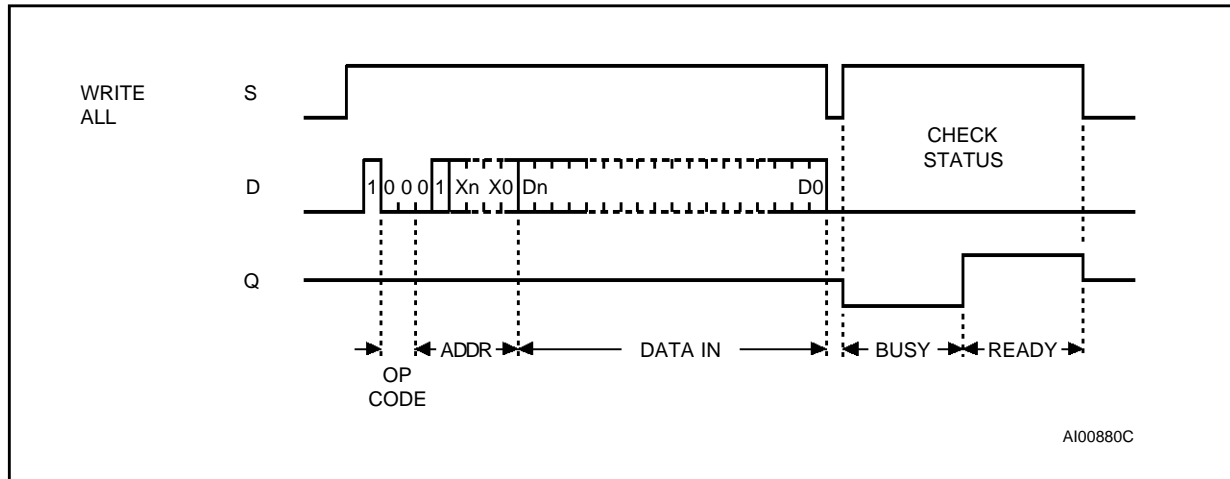 WRITE
ALL
S
CHECK
STATUS
D
1 0 0 0 1 Xn X0 Dn D0
Q
ADDR DATA IN BUSY READY
OP
CODE
AI00880C